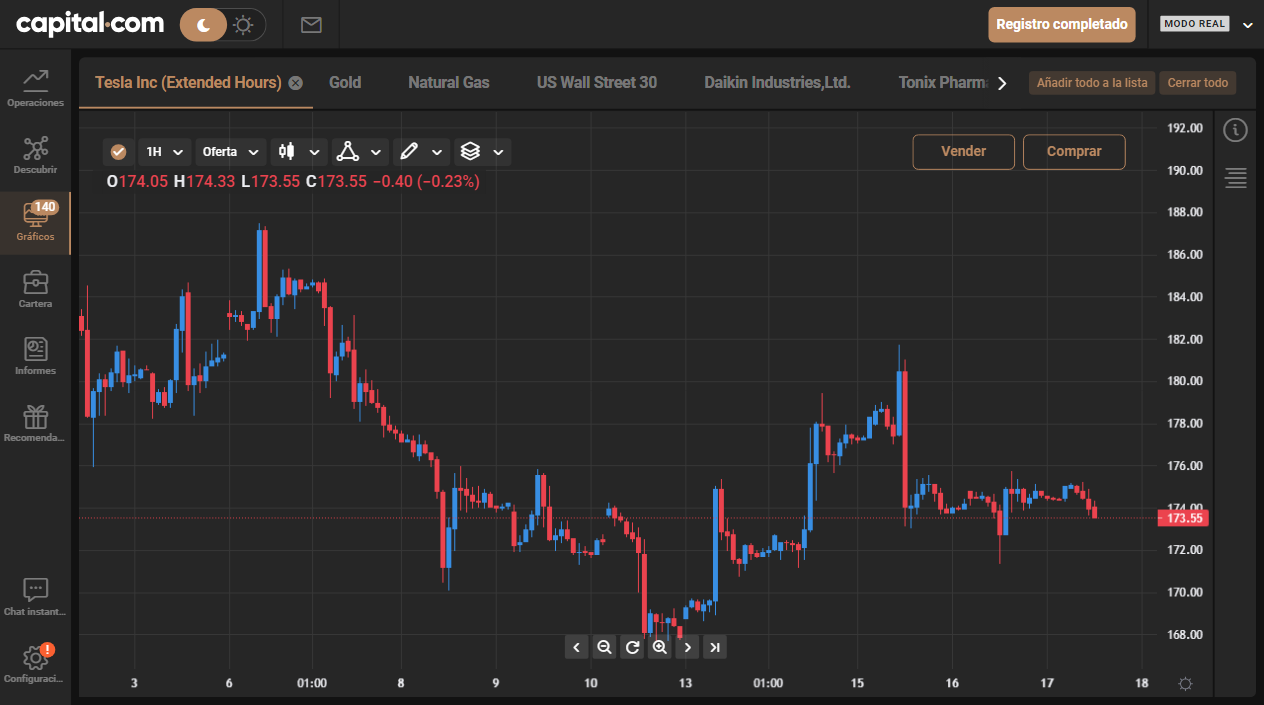 capital.com
Registro completado
MODO REAL
Tesla Inc (Extended Hours)
Gold
Natural Gas
US Wall Street 30
Daikin Industries,Ltd.
Tonix Pharm
Añadir todo a la lista
Cerrar todo
Operaciones
Descubrir
140
Gráficos
Cartera
Informes
Recomenda...
Chat instant...
!
Configuraci...
1H
Oferta
Vender
Comprar
O174.05 H174.33 L173.55 C173.55 −0.40 (−0.23%)
192.00
190.00
188.00
186.00
184.00
182.00
180.00
178.00
176.00
174.00
173.55
172.00
170.00
168.00
3 6 01:00 8 9 10 13 01:00 15 16 17 18